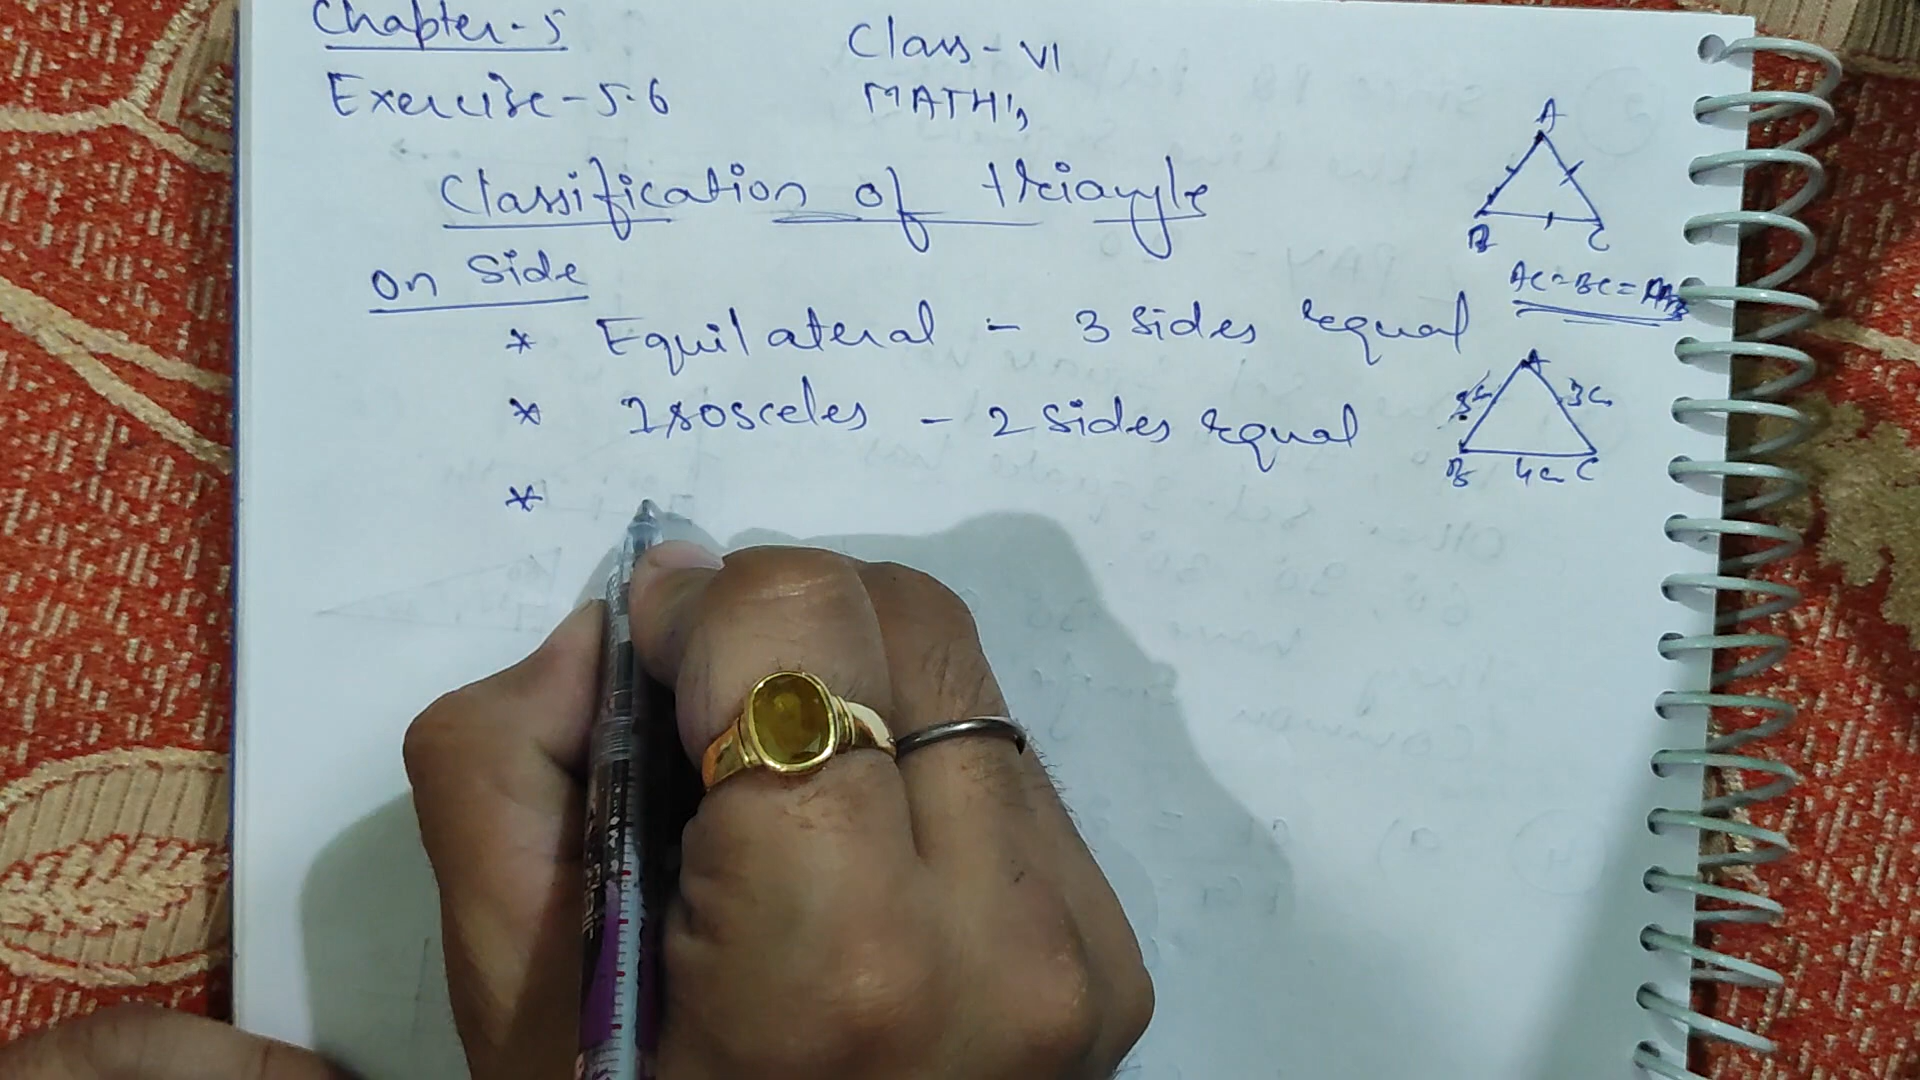 Chapter-5
Class-VI
Exercise-5.6
MATH's
Classification of triangle
On Side
* Equilateral - 3 sides equal
* Isosceles - 2 sides equal
*
A
B C
AC=BC=AB
A
3c 3c
B 4c C